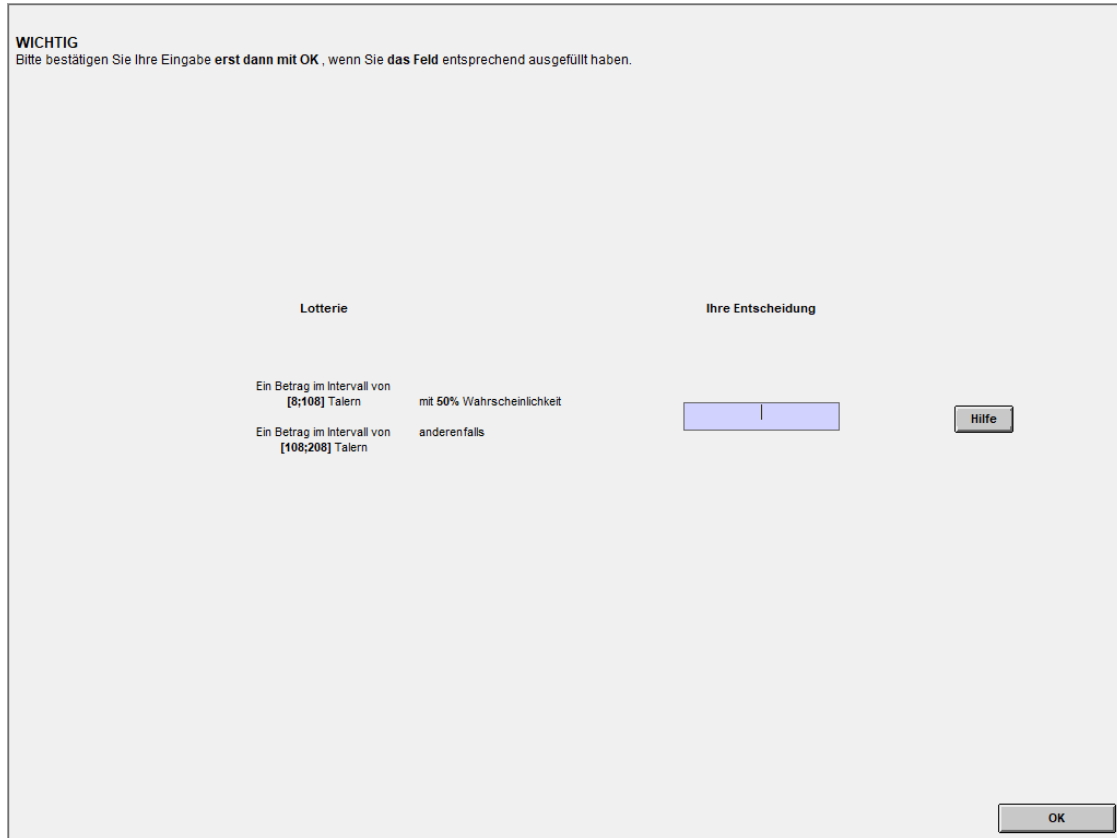 WICHTIG
Bitte bestätigen Sie Ihre Eingabe erst dann mit OK , wenn Sie das Feld entsprechend ausgefüllt haben.
Lotterie
Ihre Entscheidung
Ein Betrag im Intervall von
[8;108] Talern
mit 50% Wahrscheinlichkeit
Ein Betrag im Intervall von
anderenfalls
[108;208] Talern
Hilfe
OK